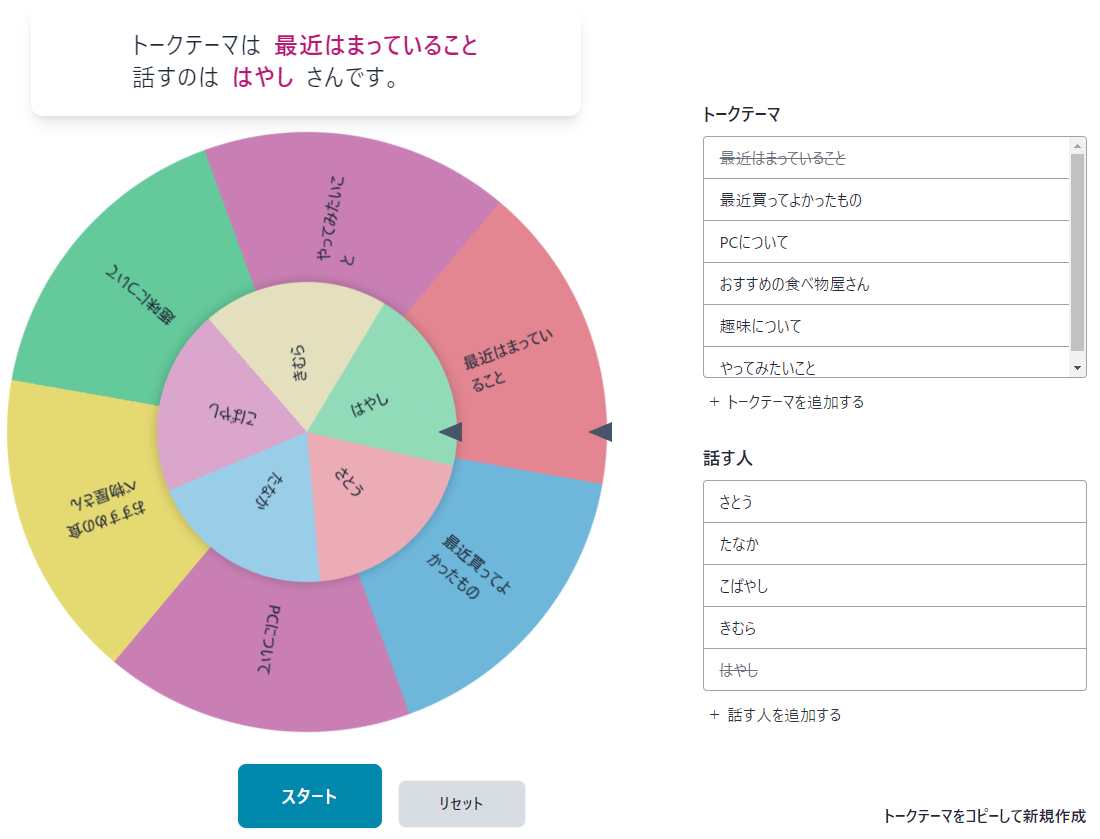 トークテーマは 最近はまっていること
話すのは はやし さんです。
やってみたいこ
と
趣味について
最近はまってい
ること
きむら
はやし
こばやし
さとう
たなか
おすすめの食
べ物屋さん
最近買ってよ
かったもの
PCについて
スタート
リセット
トークテーマ
最近はまっていること
最近買ってよかったもの
PCについて
おすすめの食べ物屋さん
趣味について
やってみたいこと
+ トークテーマを追加する
話す人
さとう
たなか
こばやし
きむら
はやし
+ 話す人を追加する
トークテーマをコピーして新規作成